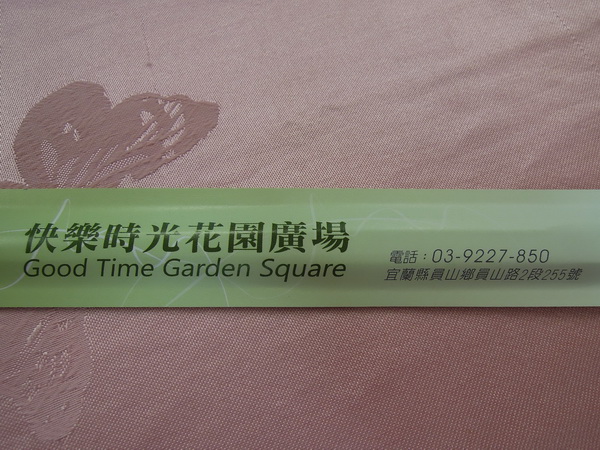 快樂時光花園廣場
Good Time Garden Square
電話：03-9227-850
宜蘭縣員山鄉員山路2段255號